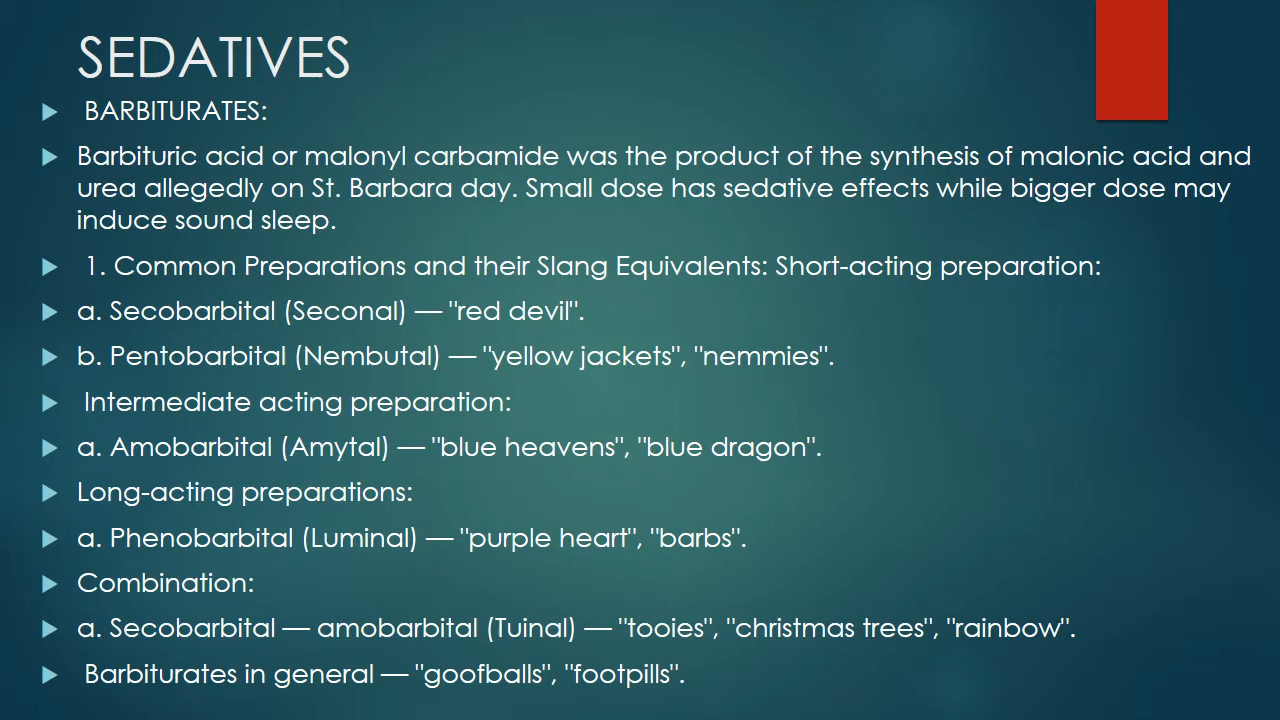 SEDATIVES
BARBITURATES:
Barbituric acid or malonyl carbamide was the product of the synthesis of malonic acid and
urea allegedly on St. Barbara day. Small dose has sedative effects while bigger dose may
induce sound sleep.
1. Common Preparations and their Slang Equivalents: Short-acting preparation:
a. Secobarbital (Seconal) — "red devil".
b. Pentobarbital (Nembutal) — "yellow jackets", "nemmies".
Intermediate acting preparation:
a. Amobarbital (Amytal) — "blue heavens", "blue dragon".
Long-acting preparations:
a. Phenobarbital (Luminal) — "purple heart", "barbs".
Combination:
a. Secobarbital — amobarbital (Tuinal) — "tooies", "christmas trees", "rainbow".
Barbiturates in general — "goofballs", "footpills".